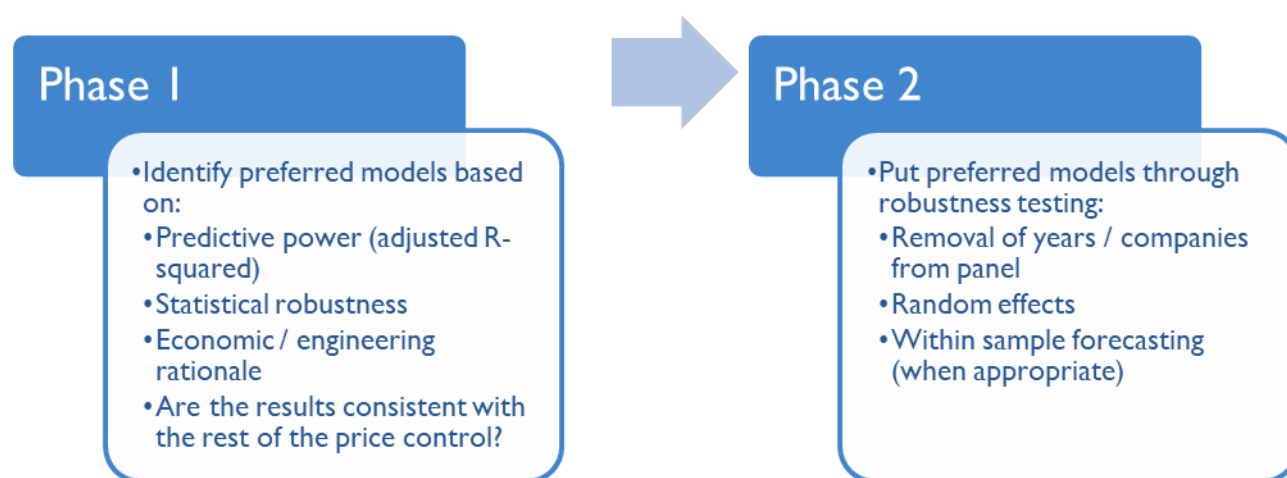 Phase 1
•Identify preferred models based
on:
•Predictive power (adjusted R-
squared)
•Statistical robustness
•Economic / engineering
rationale
•Are the results consistent with
the rest of the price control?
Phase 2
•Put preferred models through
robustness testing:
•Removal of years / companies
from panel
•Random effects
•Within sample forecasting
(when appropriate)